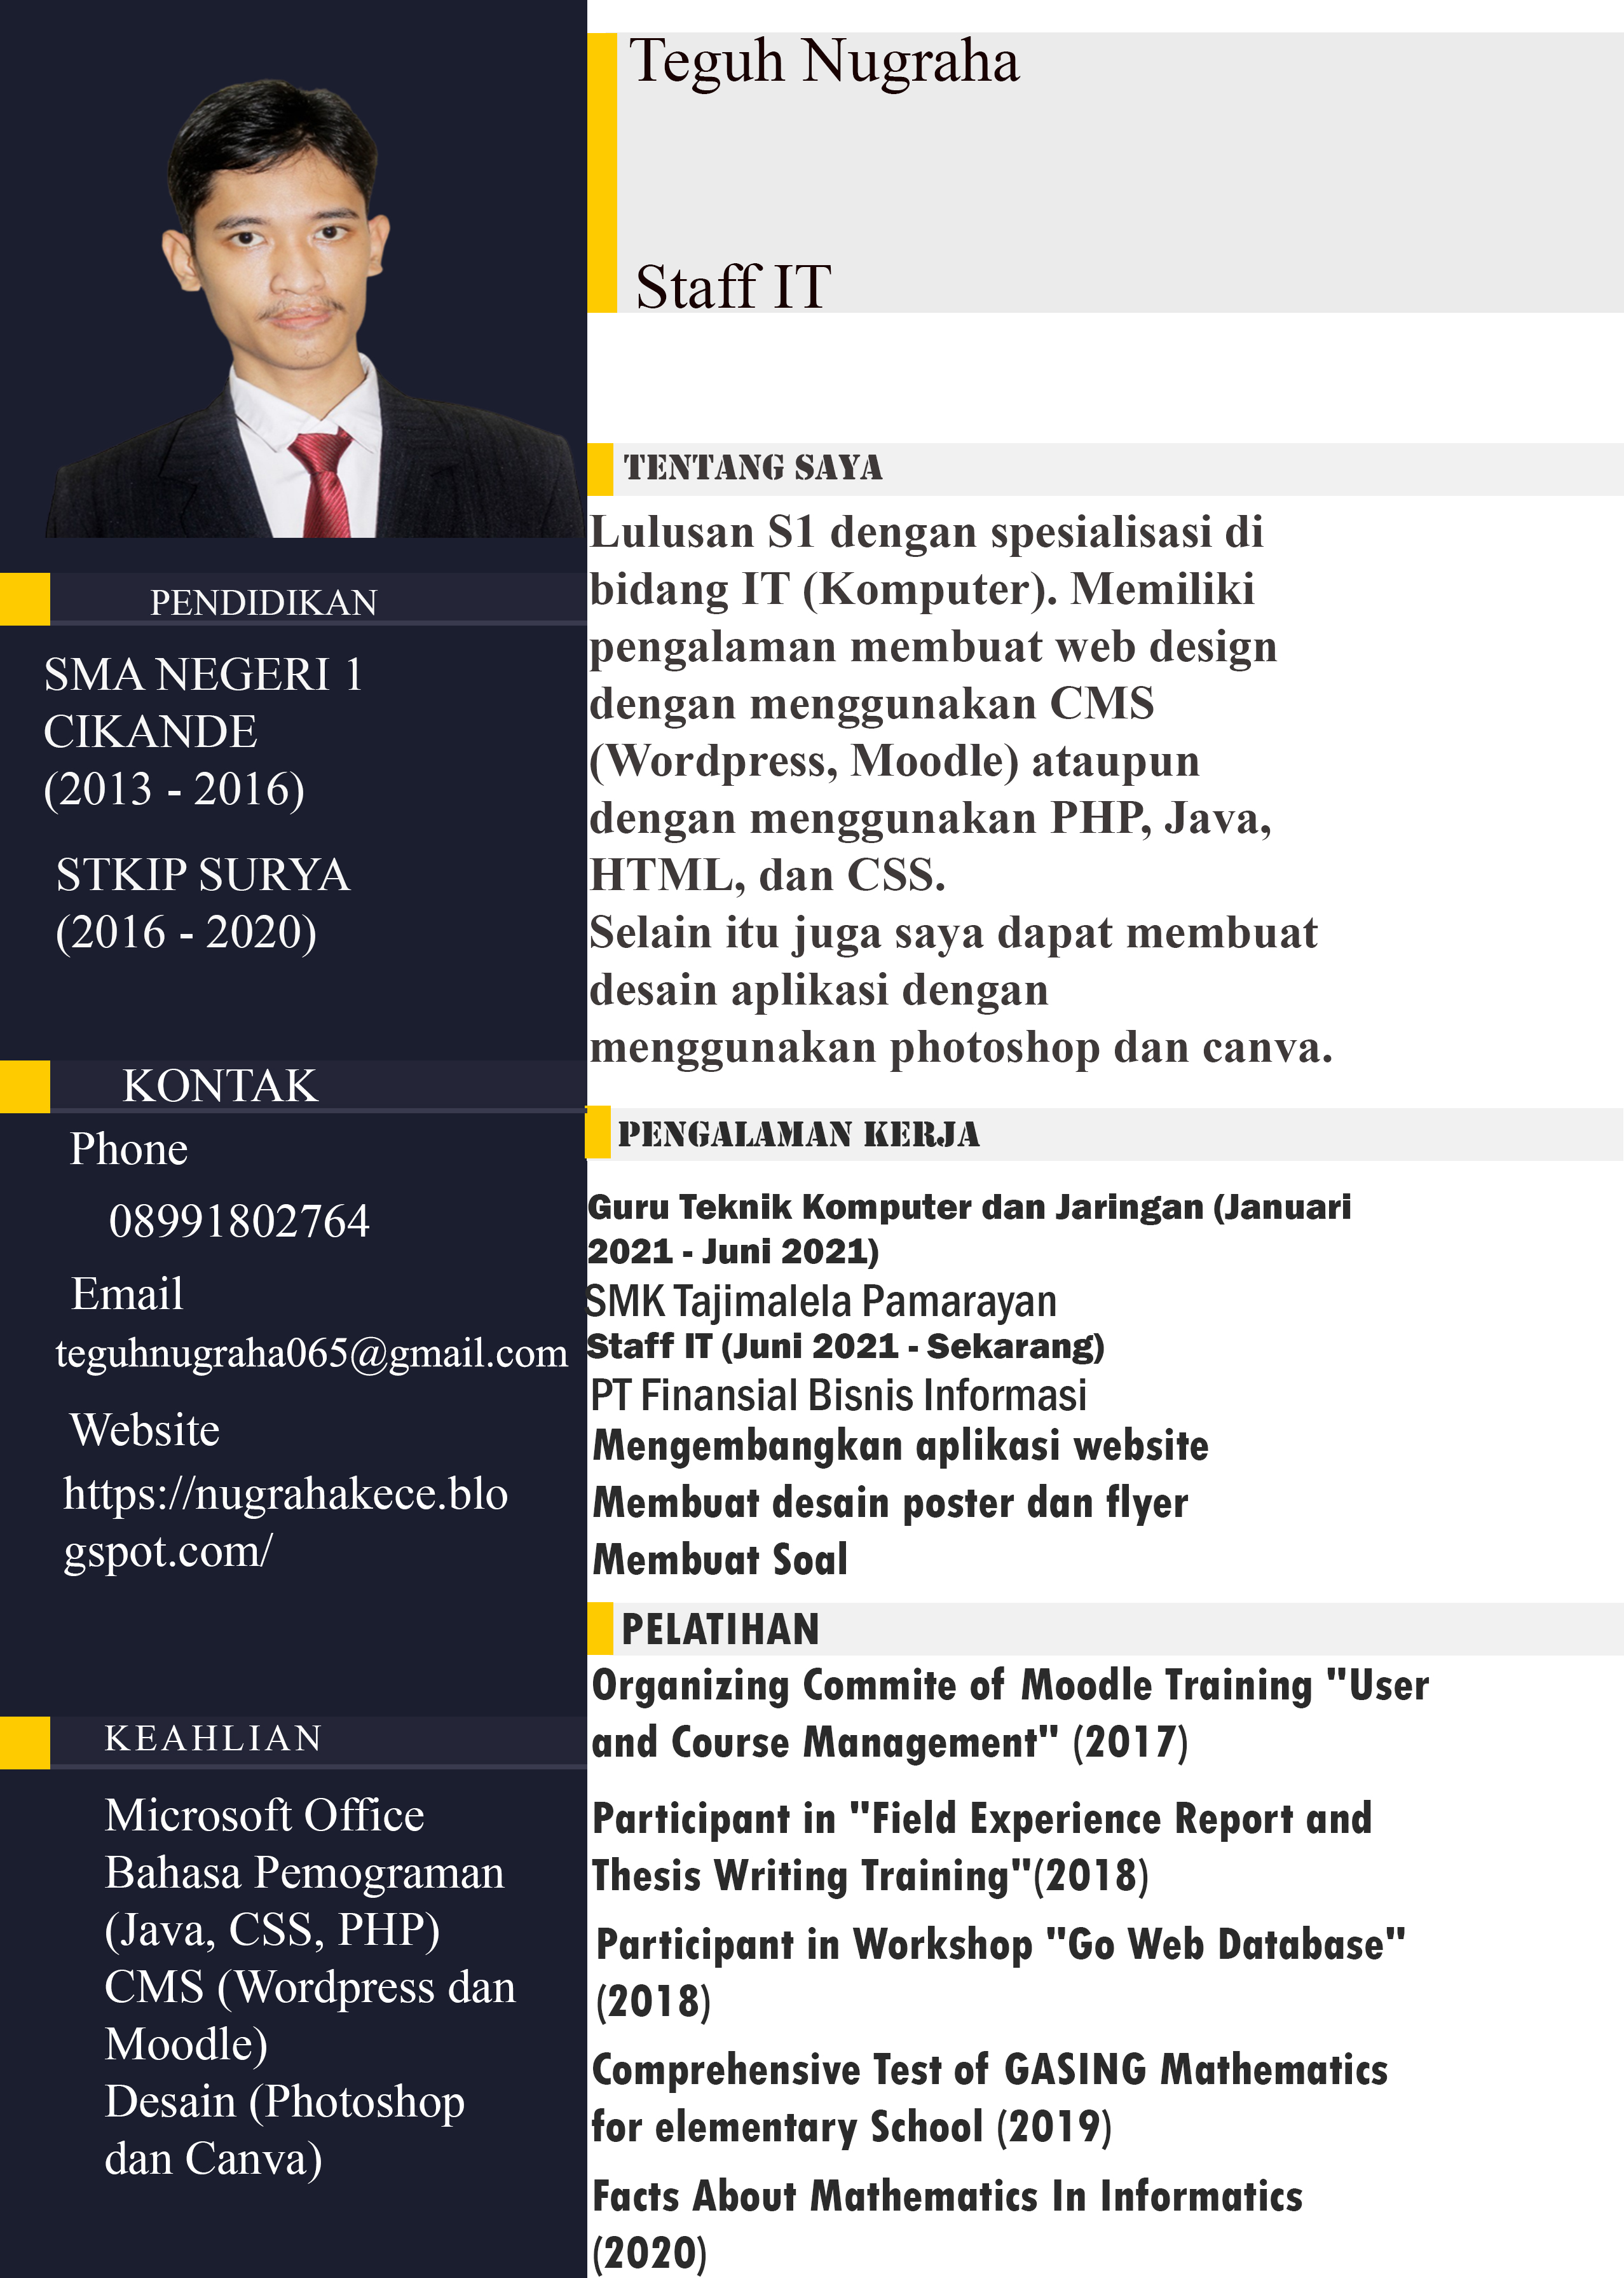 Teguh Nugraha
Staff IT
PENDIDIKAN
SMA NEGERI 1
CIKANDE
(2013 - 2016)
STKIP SURYA
(2016 - 2020)
KONTAK
Phone
08991802764
Email
teguhnugraha065@gmail.com
Website
https://nugrahakece.blo
gspot.com/
KEAHLIAN
Microsoft Office
Bahasa Pemograman
(Java, CSS, PHP)
CMS (Wordpress dan
Moodle)
Desain (Photoshop
dan Canva)
TENTANG SAYA
Lulusan S1 dengan spesialisasi di
bidang IT (Komputer). Memiliki
pengalaman membuat web design
dengan menggunakan CMS
(Wordpress, Moodle) ataupun
dengan menggunakan PHP, Java,
HTML, dan CSS.
Selain itu juga saya dapat membuat
desain aplikasi dengan
menggunakan photoshop dan canva.
PENGALAMAN KERJA
Guru Teknik Komputer dan Jaringan (Januari
2021 - Juni 2021)
SMK Tajimalela Pamarayan
Staff IT (Juni 2021 - Sekarang)
PT Finansial Bisnis Informasi
Mengembangkan aplikasi website
Membuat desain poster dan flyer
Membuat Soal
PELATIHAN
Organizing Commite of Moodle Training "User
and Course Management" (2017)
Participant in "Field Experience Report and
Thesis Writing Training"(2018)
Participant in Workshop "Go Web Database"
(2018)
Comprehensive Test of GASING Mathematics
for elementary School (2019)
Facts About Mathematics In Informatics
(2020)